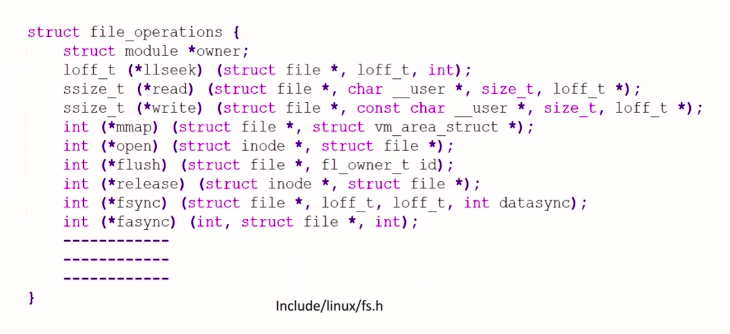 struct file_operations {
struct module *owner;
loff_t (*llseek) (struct file *, loff_t, int);
ssize_t (*read) (struct file *, char __user *, size_t, loff_t *);
ssize_t (*write) (struct file *, const char __user *, size_t, loff_t *);
int (*mmap) (struct file *, struct vm_area_struct *);
int (*open) (struct inode *, struct file *);
int (*flush) (struct file *, fl_owner_t id);
int (*release) (struct inode *, struct file *);
int (*fsync) (struct file *, loff_t, loff_t, int datasync);
int (*fasync) (int, struct file *, int);
------------
------------
------------
}
Include/linux/fs.h